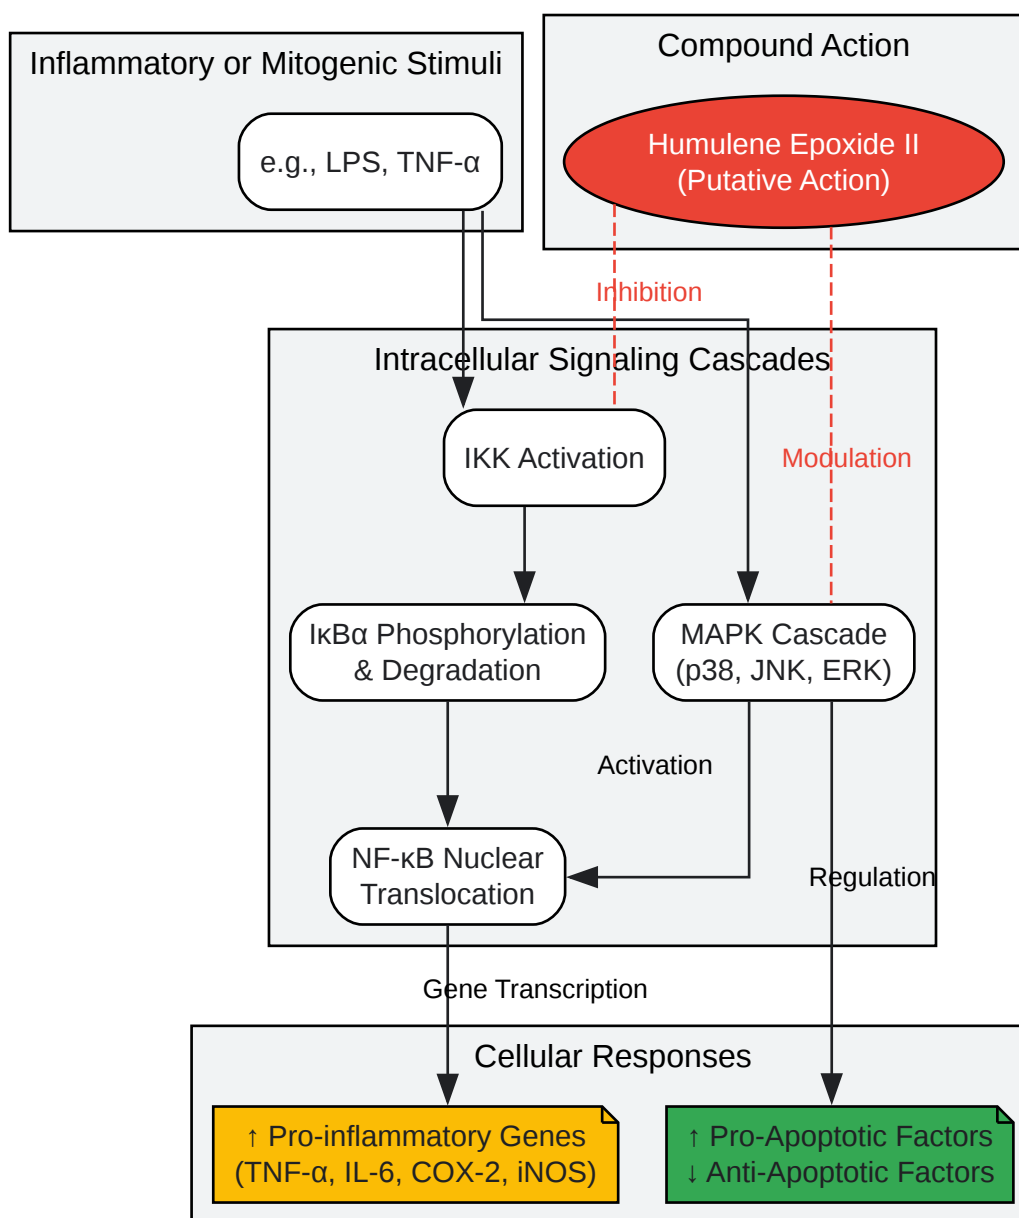 Inflammatory or Mitogenic Stimuli
e.g., LPS, TNF-α
Compound Action
Humulene Epoxide II
(Putative Action)
Inhibition
Intracellular Signaling Cascades
IKK Activation
Modulation
IκBα Phosphorylation
& Degradation
MAPK Cascade
(p38, JNK, ERK)
Activation
NF-κB Nuclear
Translocation
Regulation
Gene Transcription
Cellular Responses
↑ Pro-inflammatory Genes
(TNF-α, IL-6, COX-2, iNOS)
↑ Pro-Apoptotic Factors
↓ Anti-Apoptotic Factors